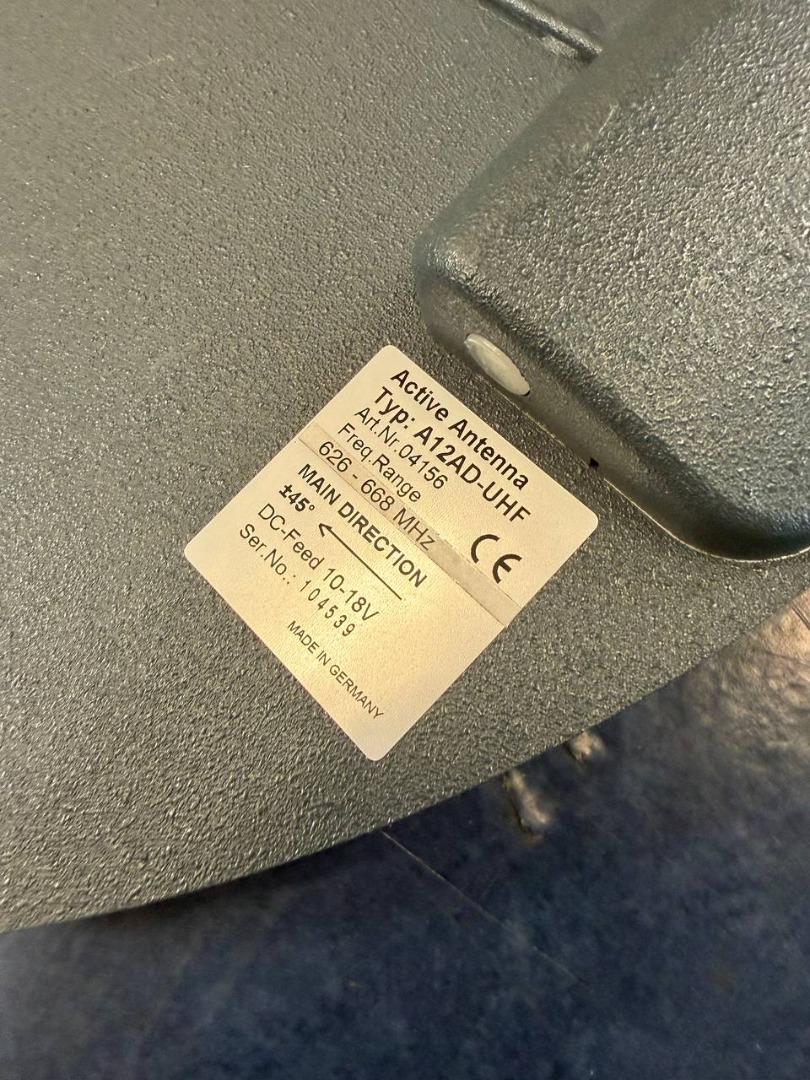 Active Antenna
Typ: A12AD-UHF
Art.Nr.04156
Freq.Range
626 - 668 MHz
CE
MAIN DIRECTION
±45°
DC-Feed 10-18V
Ser.No.: 104539
MADE IN GERMANY